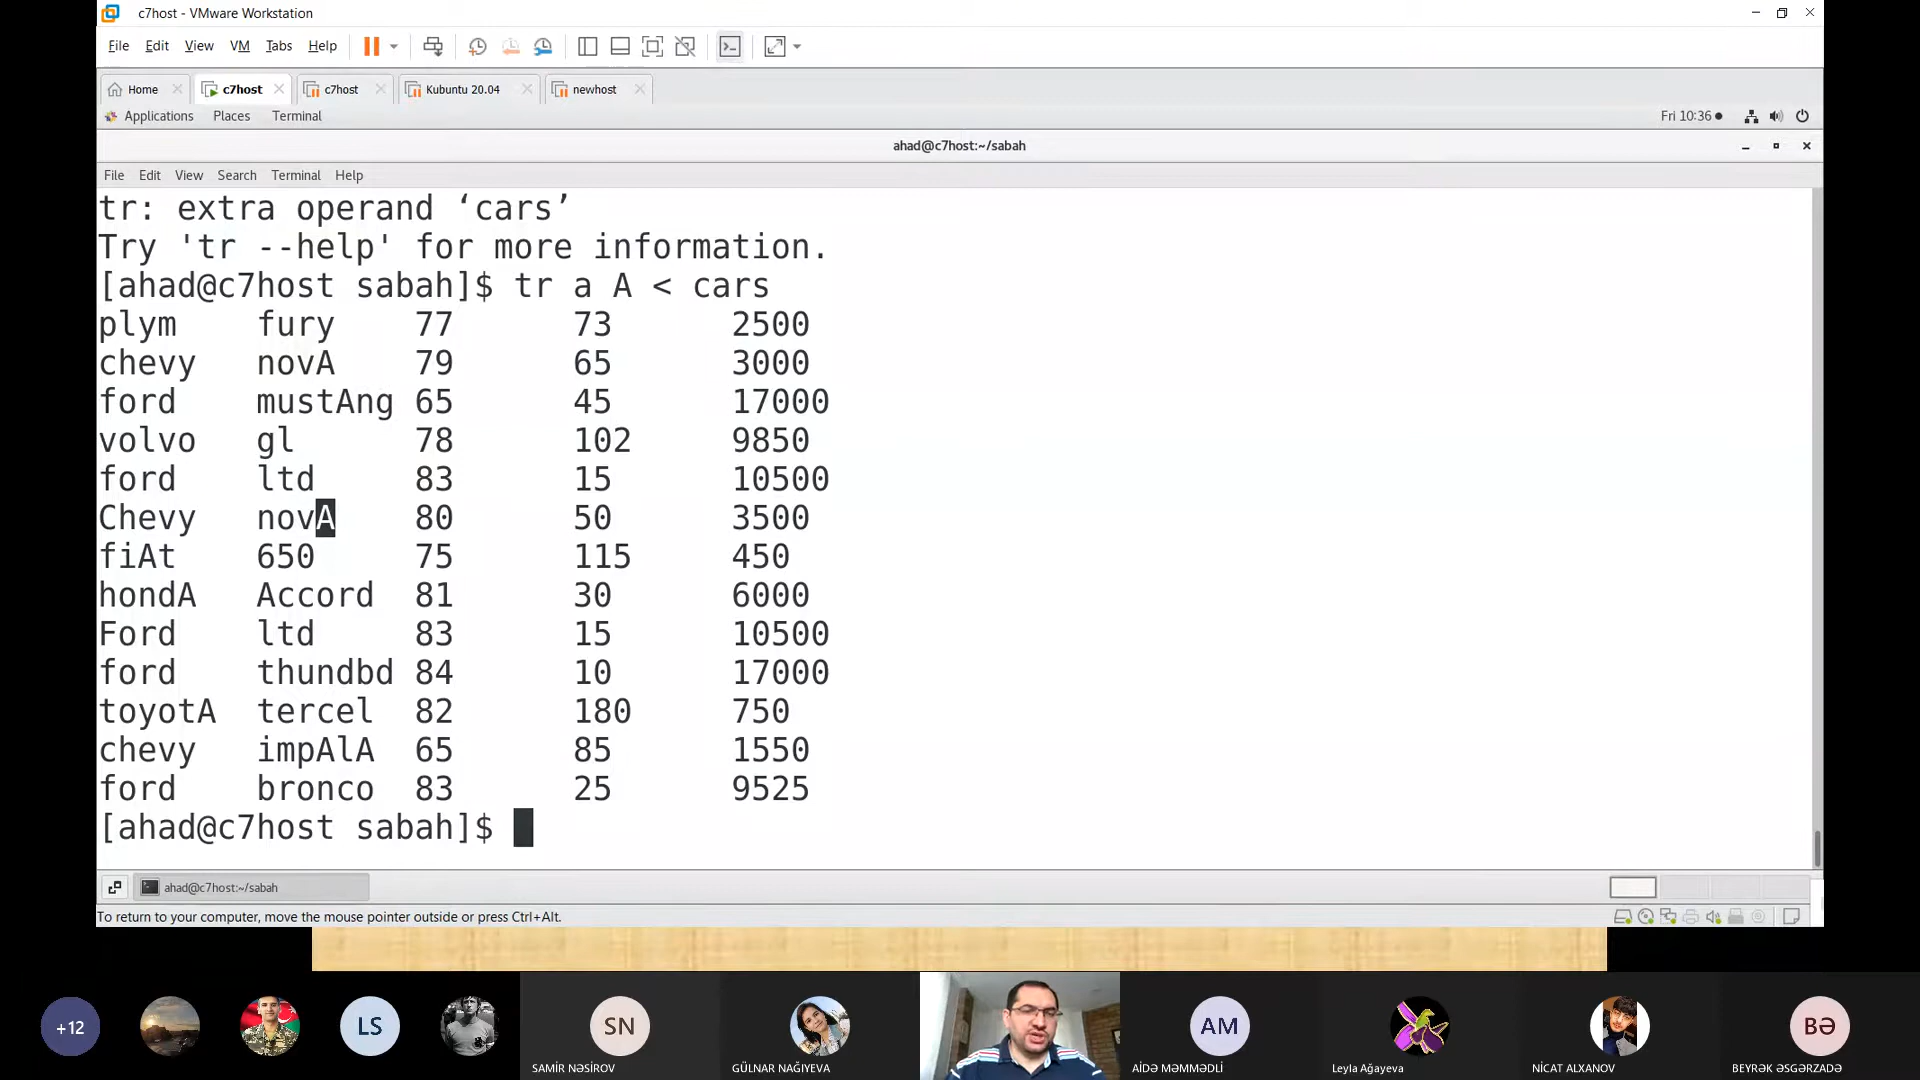 c7host - VMware Workstation
File Edit View VM Tabs Help
Home c7host c7host Kubuntu 20.04 newhost
Applications Places Terminal Fri 10:36
ahad@c7host:~/sabah
File Edit View Search Terminal Help
tr: extra operand ‘cars’
Try 'tr --help' for more information.
[ahad@c7host sabah]$ tr a A < cars
plym fury 77 73 2500
chevy novA 79 65 3000
ford mustAng 65 45 17000
volvo gl 78 102 9850
ford ltd 83 15 10500
Chevy novA 80 50 3500
fiAt 650 75 115 450
hondA Accord 81 30 6000
Ford ltd 83 15 10500
ford thundbd 84 10 17000
toyotA tercel 82 180 750
chevy impAlA 65 85 1550
ford bronco 83 25 9525
[ahad@c7host sabah]$
ahad@c7host:~/sabah
To return to your computer, move the mouse pointer outside or press Ctrl+Alt.
+12 LS SN AM BƏ
SAMİR NƏSİROV GÜLNAR NAĞIYEVA AİDƏ MƏMMƏDLİ Leyla Ağayeva NİCAT ALXANOV BEYRƏK ƏSGƏRZADƏ